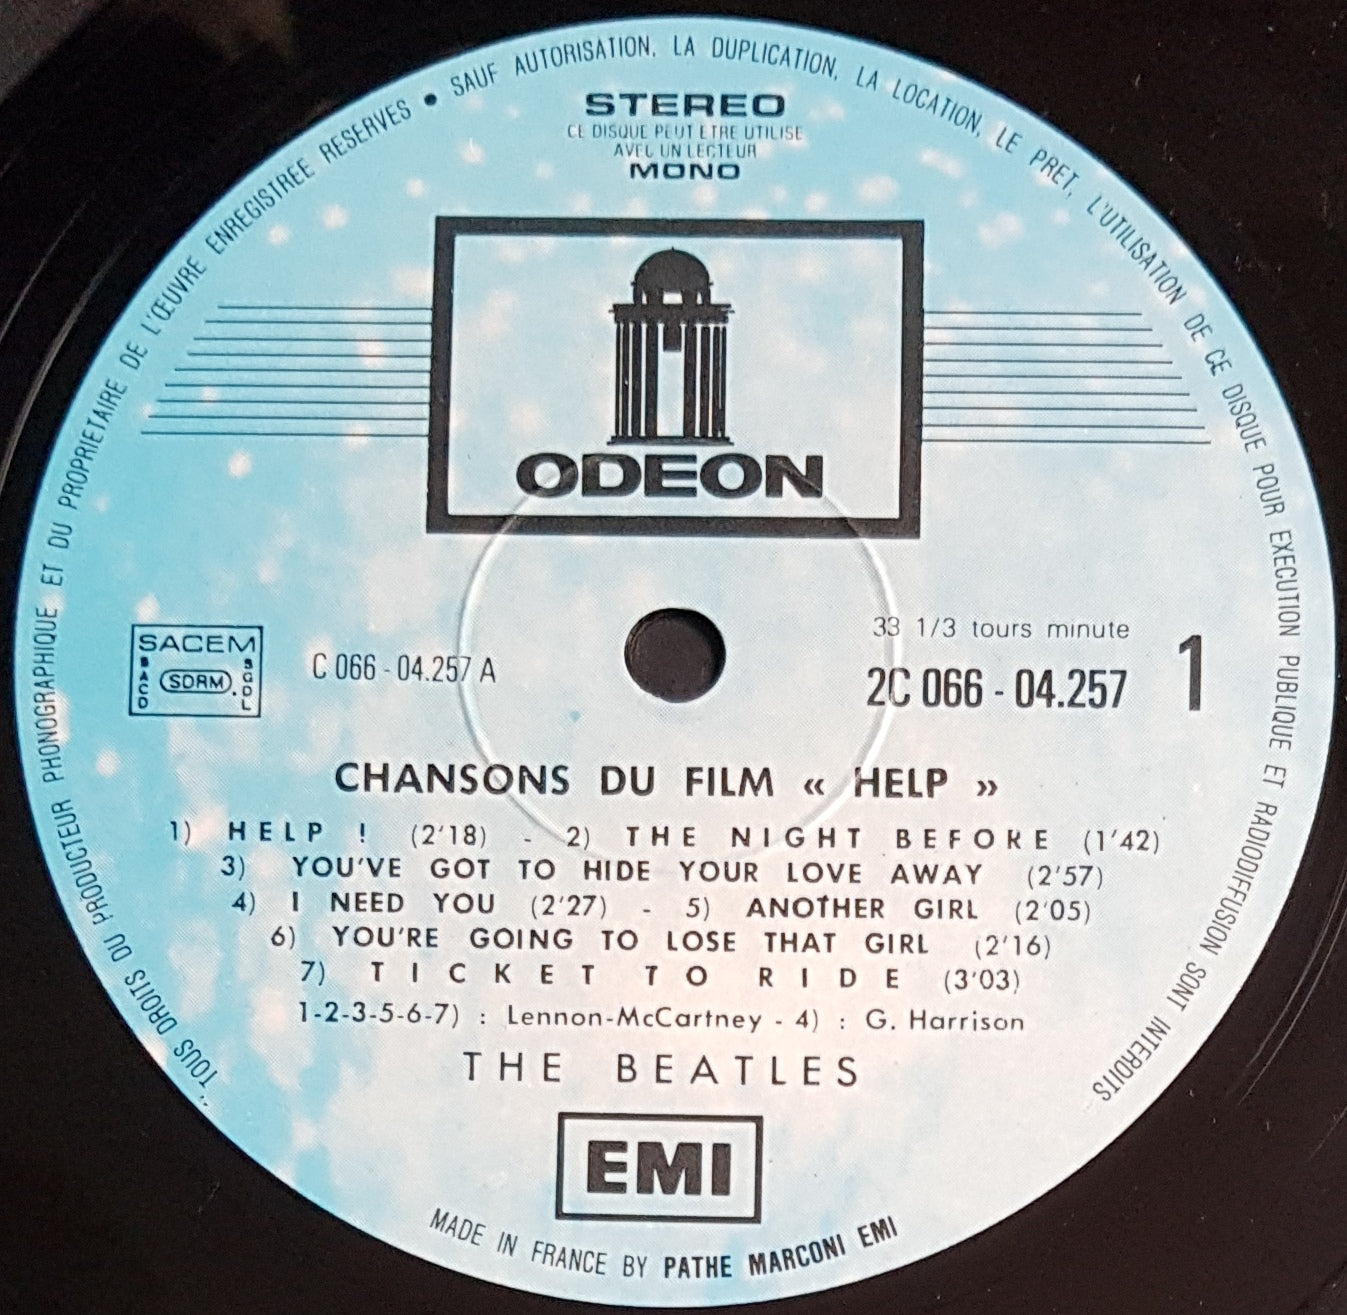 "TOUS DROITS DU PRODUCTEUR PHONOGRAPHIQUE ET DU PROPRIETAIRE DE L'ŒUVRE ENREGISTRÉE RESERVES • SAUF AUTORISATION, LA DUPLICATION, LA LOCATION, LE PRET, L'UTILISATION DE CE DISQUE POUR EXECUTION PUBLIQUE ET RADIODIFFUSION SONT INTERDITS"
STEREO
CE DISQUE PEUT ETRE UTILISE
AVEC UN LECTEUR
MONO
ODEON
SACEM
SACD
SDRM
SGDL
C 066 - 04.257 A
33 1/3 tours minute
2C 066 - 04.257
1
CHANSONS DU FILM « HELP »
1) HELP ! (2'18) - 2) THE NIGHT BEFORE (1'42)
3) YOU'VE GOT TO HIDE YOUR LOVE AWAY (2'57)
4) I NEED YOU (2'27) - 5) ANOTHER GIRL (2'05)
6) YOU'RE GOING TO LOSE THAT GIRL (2'16)
7) TICKET TO RIDE (3'03)
1-2-3-5-6-7) : Lennon-McCartney - 4) : G. Harrison
THE BEATLES
EMI
MADE IN FRANCE BY PATHE MARCONI EMI